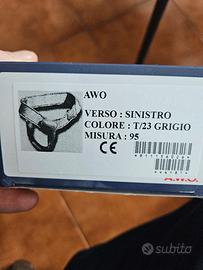 AWO
VERSO : SINISTRO
COLORE : T/23 GRIGIO
MISURA : 95
CE
subito